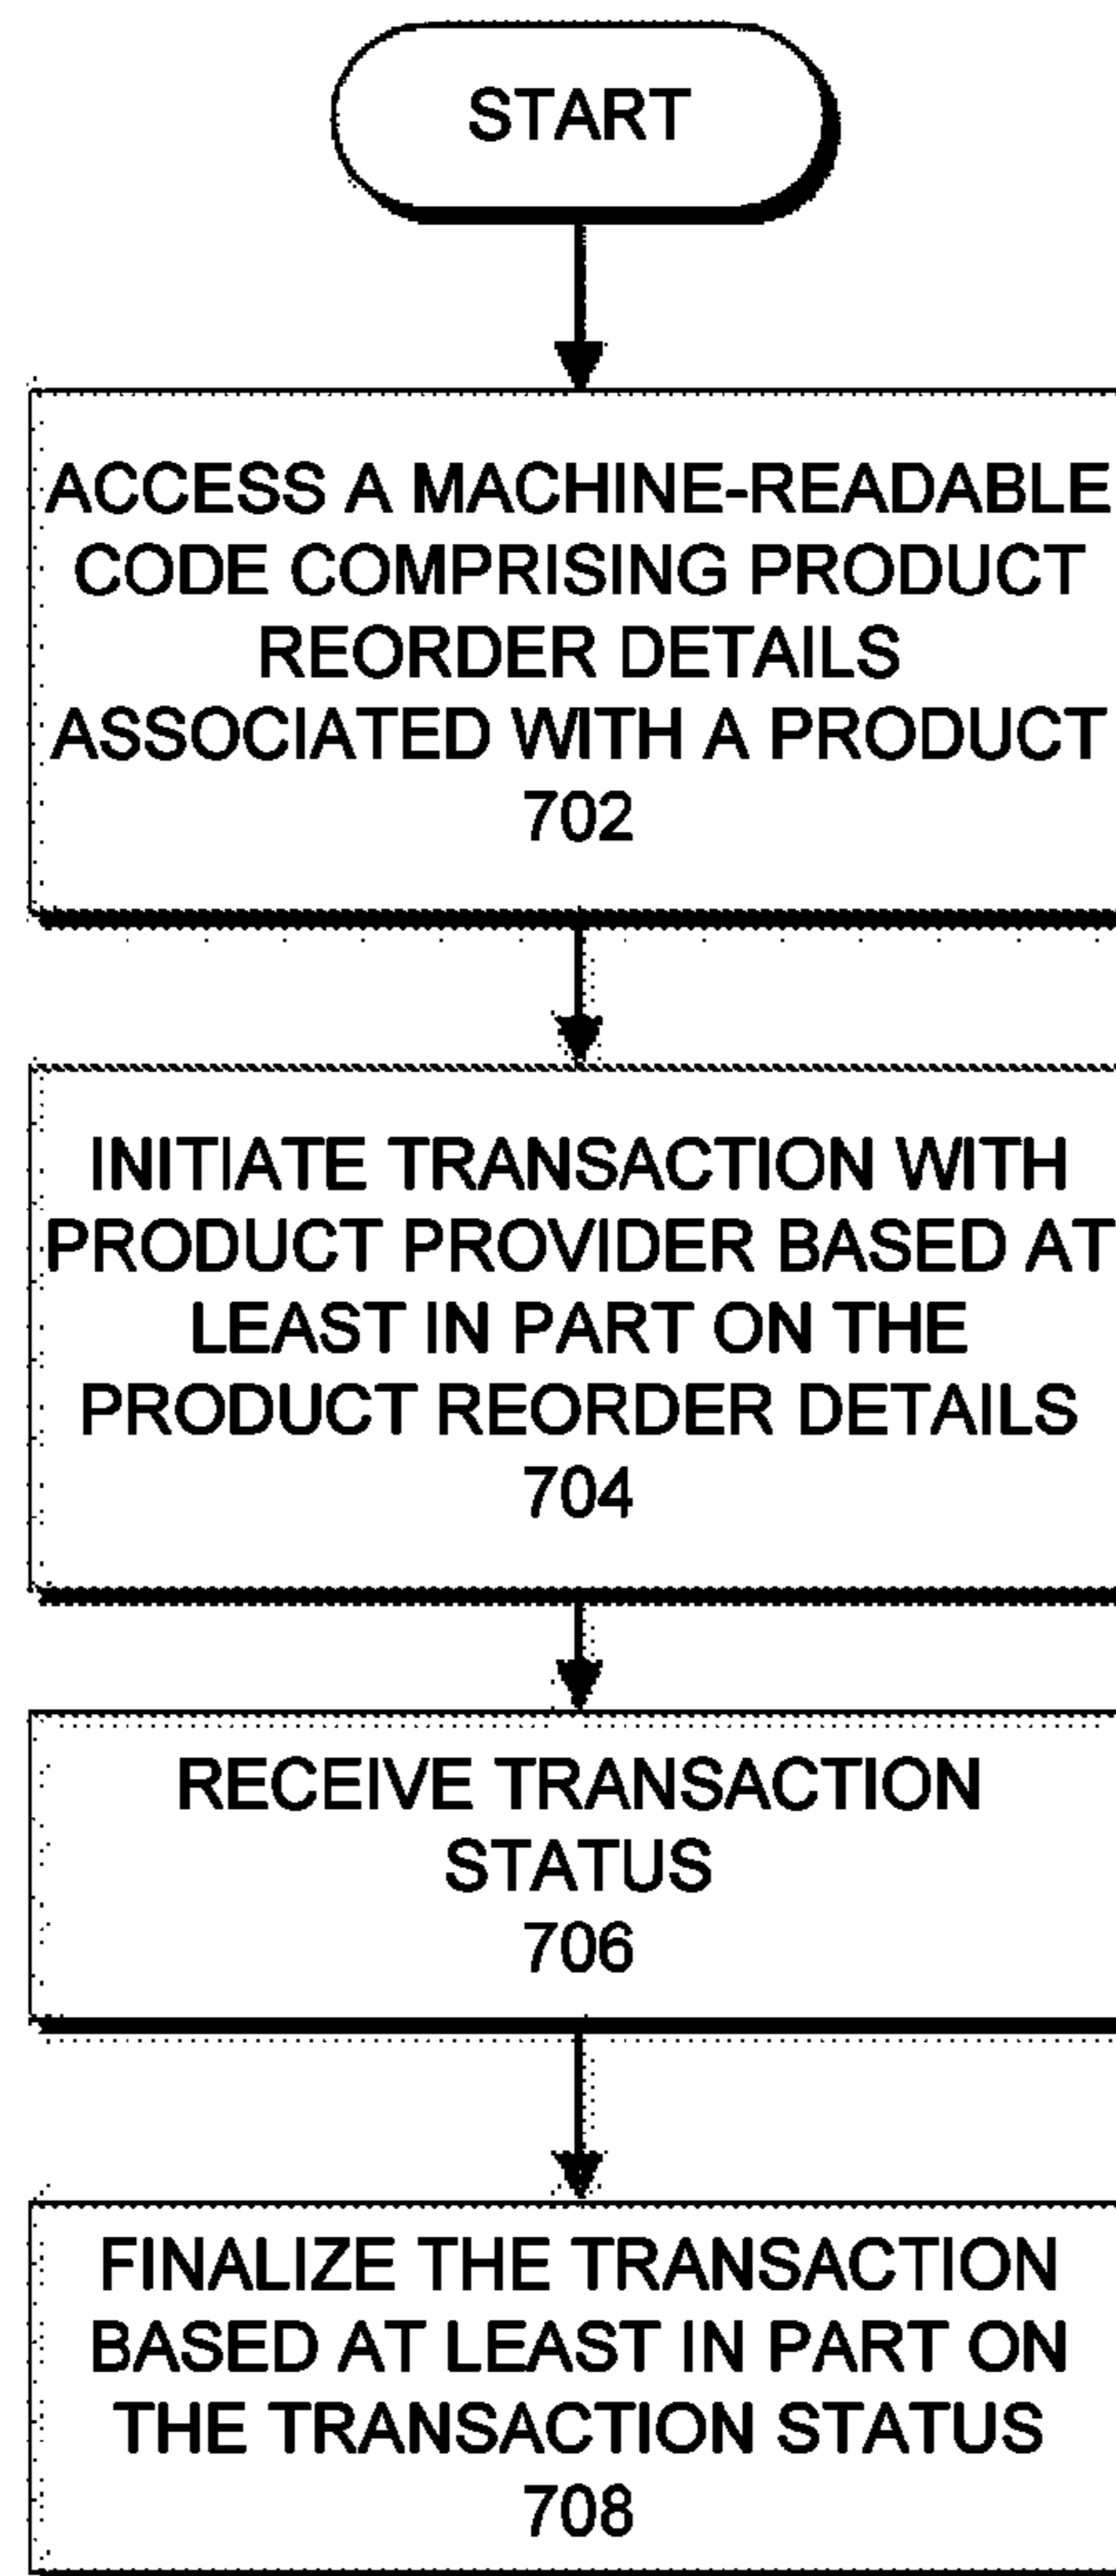 START
ACCESS A MACHINE-READABLE
CODE COMPRISING PRODUCT
REORDER DETAILS
ASSOCIATED WITH A PRODUCT
702
INITIATE TRANSACTION WITH
PRODUCT PROVIDER BASED AT
LEAST IN PART ON THE
PRODUCT REORDER DETAILS
704
RECEIVE TRANSACTION
STATUS
706
FINALIZE THE TRANSACTION
BASED AT LEAST IN PART ON
THE TRANSACTION STATUS
708